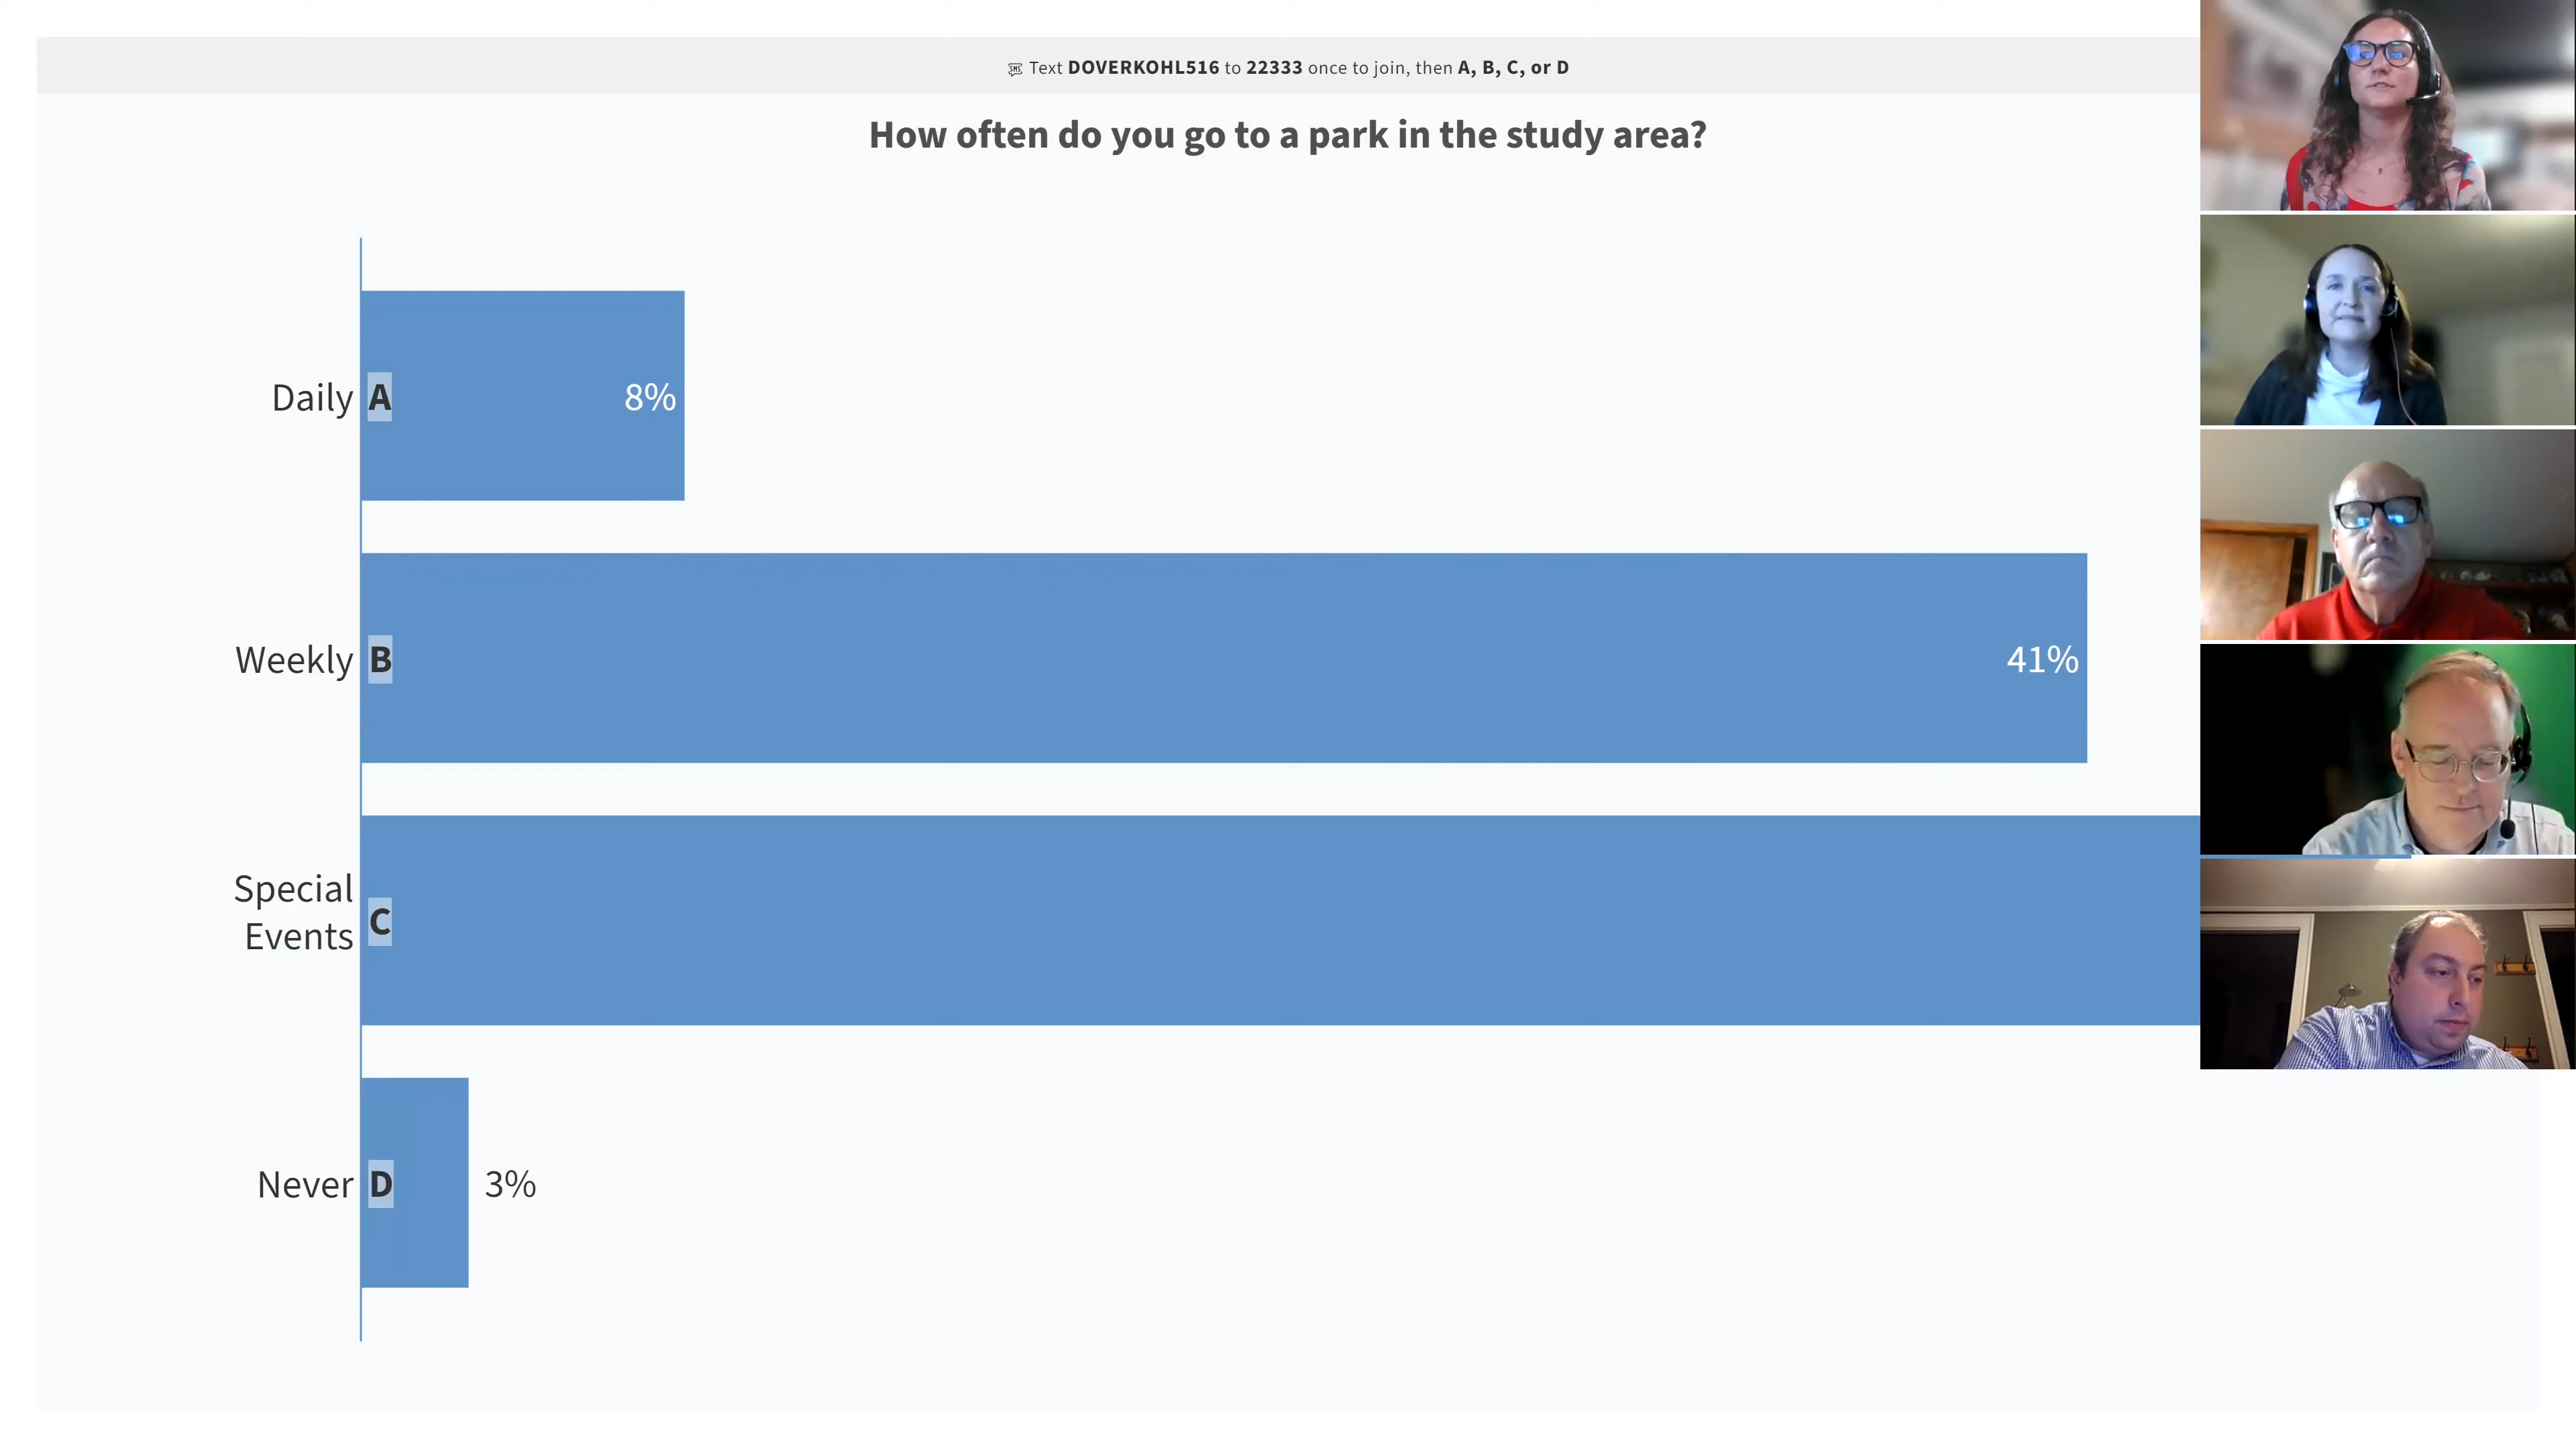 Text DOVERKOHL516 to 22333 once to join, then A, B, C, or D
How often do you go to a park in the study area?
Daily A 8%
Weekly B 41%
Special
Events C
Never D 3%